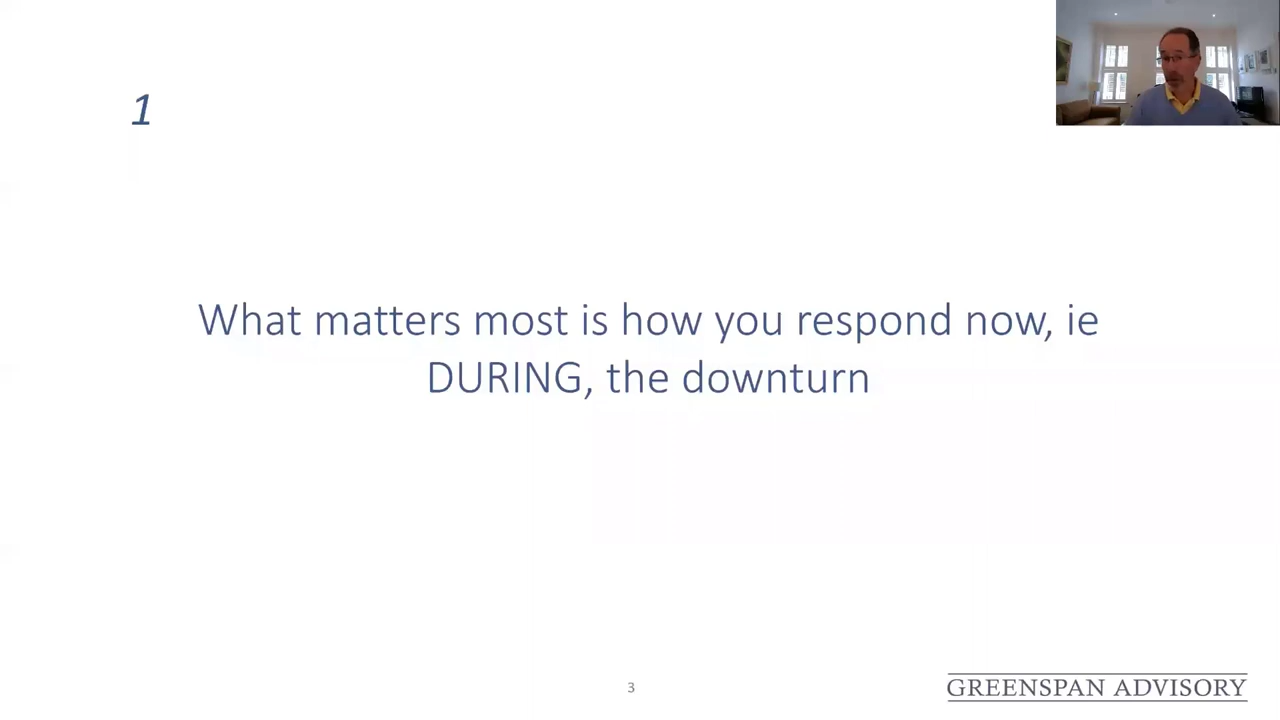 1
What matters most is how you respond now, ie
DURING, the downturn
3
GREENSPAN ADVISORY